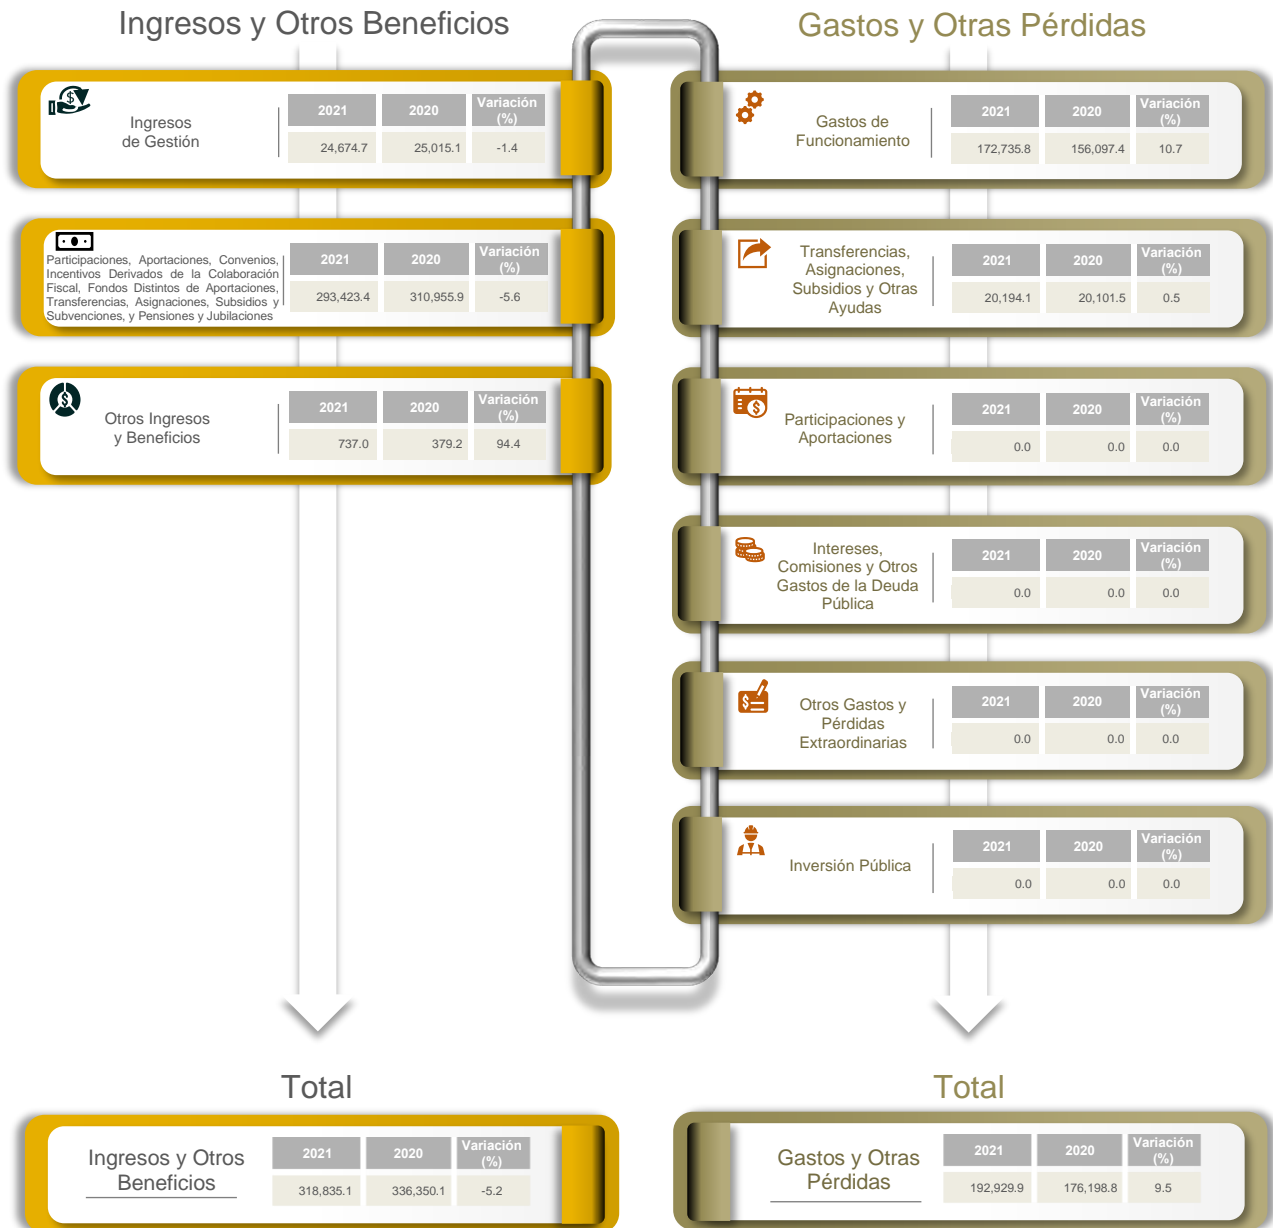 Ingresos y Otros Beneficios
Ingresos
de Gestión
2021 2020 Variación
(%)
24,674.7 25,015.1 -1.4
Participaciones, Aportaciones, Convenios,
Incentivos Derivados de la Colaboración
Fiscal, Fondos Distintos de Aportaciones,
Transferencias, Asignaciones, Subsidios y
Subvenciones, y Pensiones y Jubilaciones
2021 2020 Variación
(%)
293,423.4 310,955.9 -5.6
Otros Ingresos
y Beneficios
2021 2020 Variación
(%)
737.0 379.2 94.4
Total
Ingresos y Otros
Beneficios
2021 2020 Variación
(%)
318,835.1 336,350.1 -5.2
Gastos y Otras Pérdidas
Gastos de
Funcionamiento
2021 2020 Variación
(%)
172,735.8 156,097.4 10.7
Transferencias,
Asignaciones,
Subsidios y Otras
Ayudas
2021 2020 Variación
(%)
20,194.1 20,101.5 0.5
Participaciones y
Aportaciones
2021 2020 Variación
(%)
0.0 0.0 0.0
Intereses,
Comisiones y Otros
Gastos de la Deuda
Pública
2021 2020 Variación
(%)
0.0 0.0 0.0
Otros Gastos y
Pérdidas
Extraordinarias
2021 2020 Variación
(%)
0.0 0.0 0.0
Inversión Pública
2021 2020 Variación
(%)
0.0 0.0 0.0
Total
Gastos y Otras
Pérdidas
2021 2020 Variación
(%)
192,929.9 176,198.8 9.5